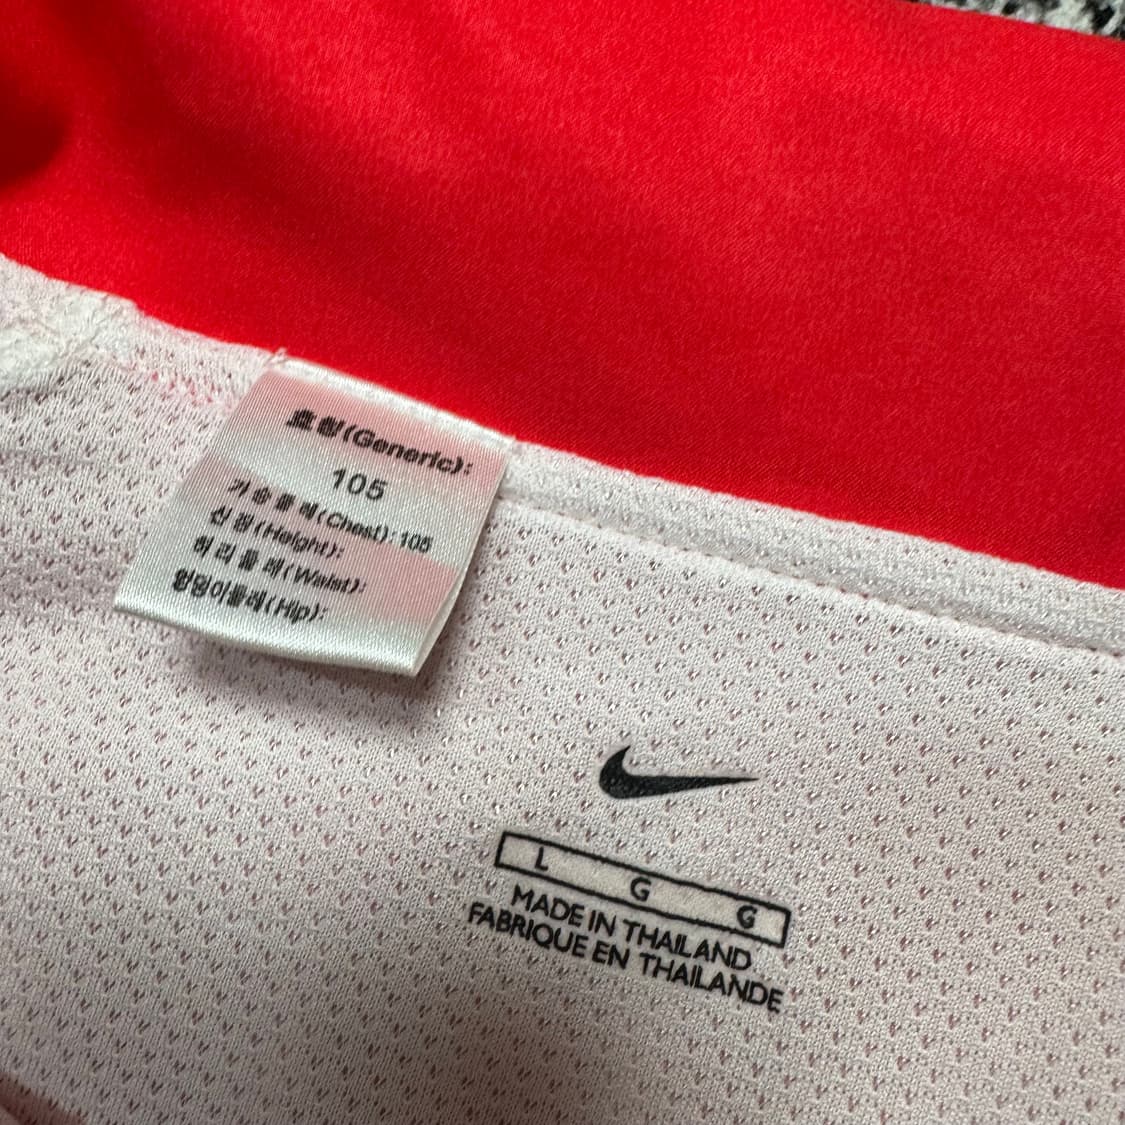 호칭(Generic):
105
가슴둘레(Chest):105
신장(Height):
허리둘레(Waist):
엉덩이둘레(Hip):
L G G
MADE IN THAILAND
FABRIQUE EN THAILANDE